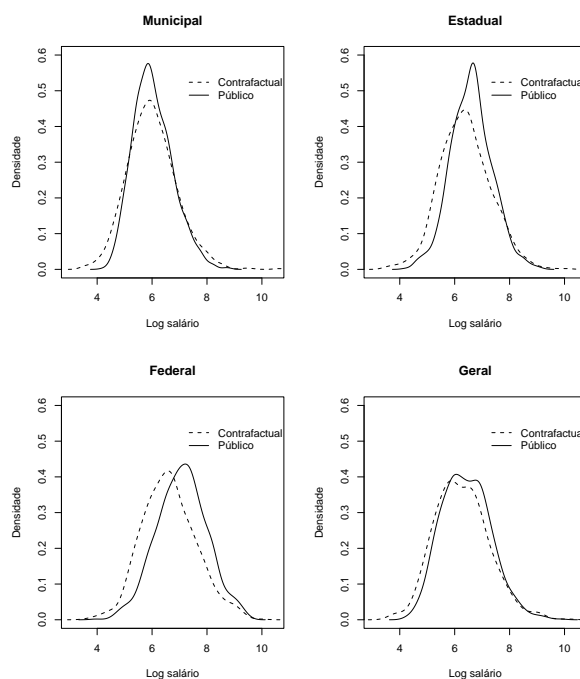 Municipal
Contrafactual
Público
Densidade
0.0 0.1 0.2 0.3 0.4 0.5 0.6
4 6 8 10
Log salário
Estadual
Contrafactual
Público
Densidade
0.0 0.1 0.2 0.3 0.4 0.5 0.6
4 6 8 10
Log salário
Federal
Contrafactual
Público
Densidade
0.0 0.1 0.2 0.3 0.4 0.5 0.6
4 6 8 10
Log salário
Geral
Contrafactual
Público
Densidade
0.0 0.1 0.2 0.3 0.4 0.5 0.6
4 6 8 10
Log salário